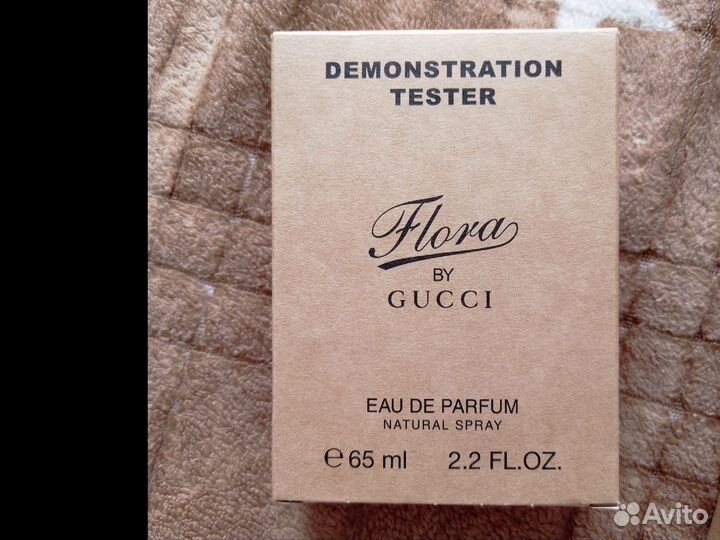 DEMONSTRATION
TESTER
Flora
BY
GUCCI
EAU DE PARFUM
NATURAL SPRAY
℮ 65 ml 2.2 FL.OZ.
Avito